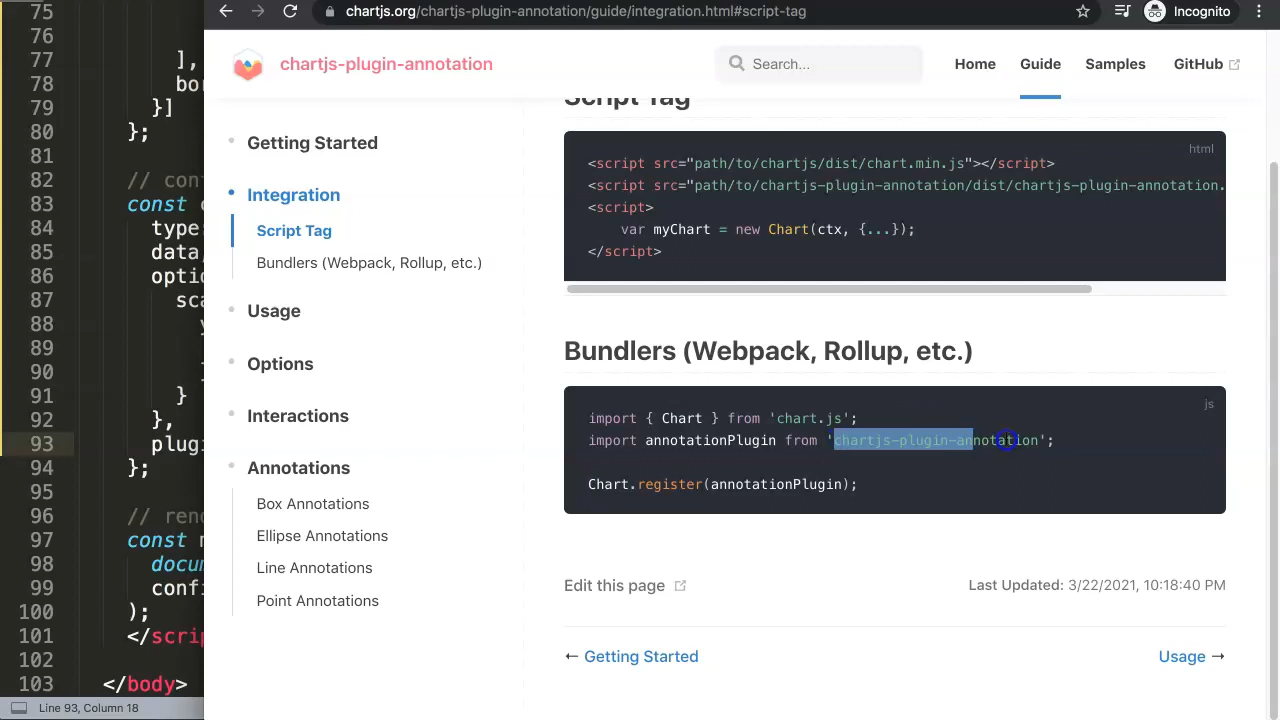 chartjs.org/chartjs-plugin-annotation/guide/integration.html#script-tag
Incognito
chartjs-plugin-annotation
Search...
Home
Guide
Samples
GitHub
Getting Started
Integration
Script Tag
Bundlers (Webpack, Rollup, etc.)
Usage
Options
Interactions
Annotations
Box Annotations
Ellipse Annotations
Line Annotations
Point Annotations
Script Tag
html
<script src="path/to/chartjs/dist/chart.min.js"></script>
<script src="path/to/chartjs-plugin-annotation/dist/chartjs-plugin-annotation.
<script>
var myChart = new Chart(ctx, {...});
</script>
Bundlers (Webpack, Rollup, etc.)
js
import { Chart } from 'chart.js';
import annotationPlugin from 'chartjs-plugin-annotation';
Chart.register(annotationPlugin);
Edit this page
Last Updated: 3/22/2021, 10:18:40 PM
← Getting Started
Usage →
75
76
77 ],
78 bor
79 }]
80 };
81
82 // con
83 const c
84 type:
85 data,
86 optio
87 sca
88 y
89
90
91 }
92 },
93 plug
94 };
95
96 // ren
97 const m
98 docum
99 confi
100 );
101 </scrip
102
103 </body>
Line 93, Column 18